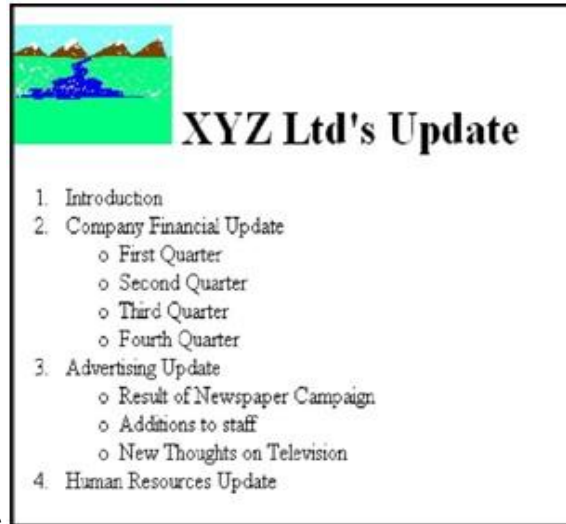 XYZ Ltd's Update
1. Introduction
2. Company Financial Update
o First Quarter
o Second Quarter
o Third Quarter
o Fourth Quarter
3. Advertising Update
o Result of Newspaper Campaign
o Additions to staff
o New Thoughts on Television
4. Human Resources Update